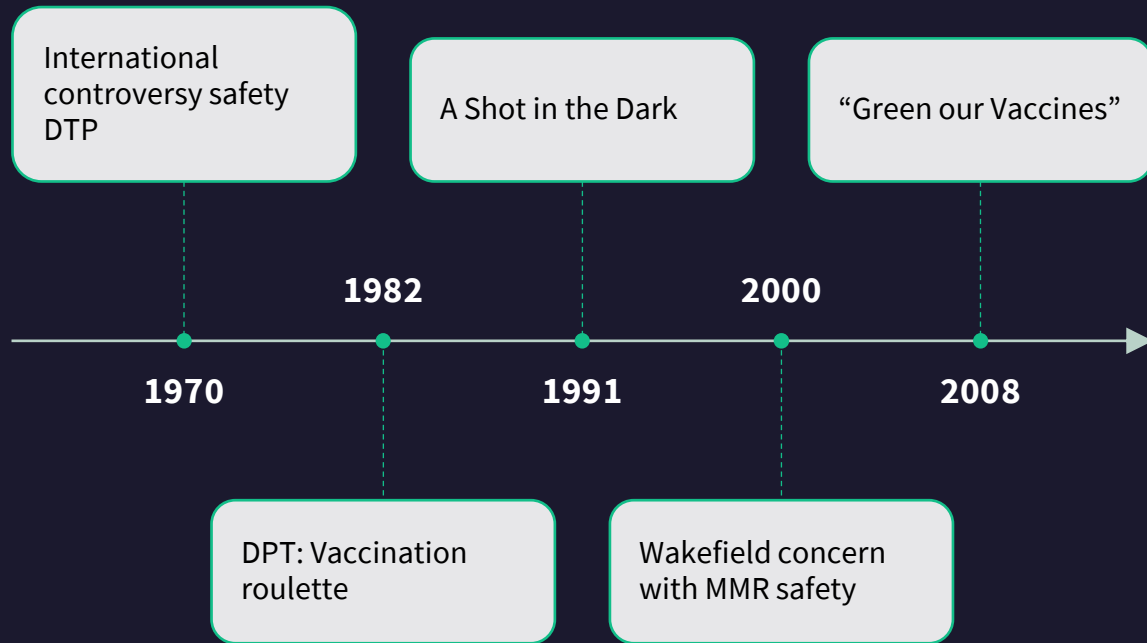 International
controversy safety
DTP
A Shot in the Dark
“Green our Vaccines”
1982
2000
1970
1991
2008
DPT: Vaccination
roulette
Wakefield concern
with MMR safety